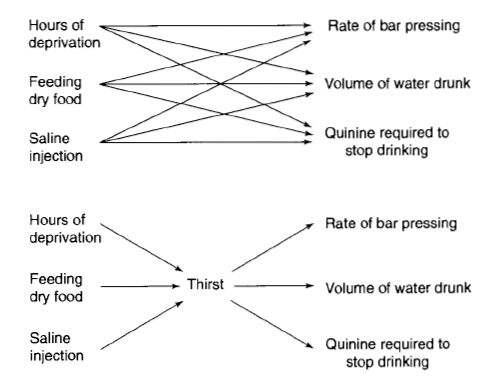 Hours of
deprivation
Rate of bar pressing
Feeding
dry food
Volume of water drunk
Saline
injection
Quinine required to
stop drinking
Hours of
deprivation
Rate of bar pressing
Feeding
dry food
Thirst
Volume of water drunk
Saline
injection
Quinine required to
stop drinking